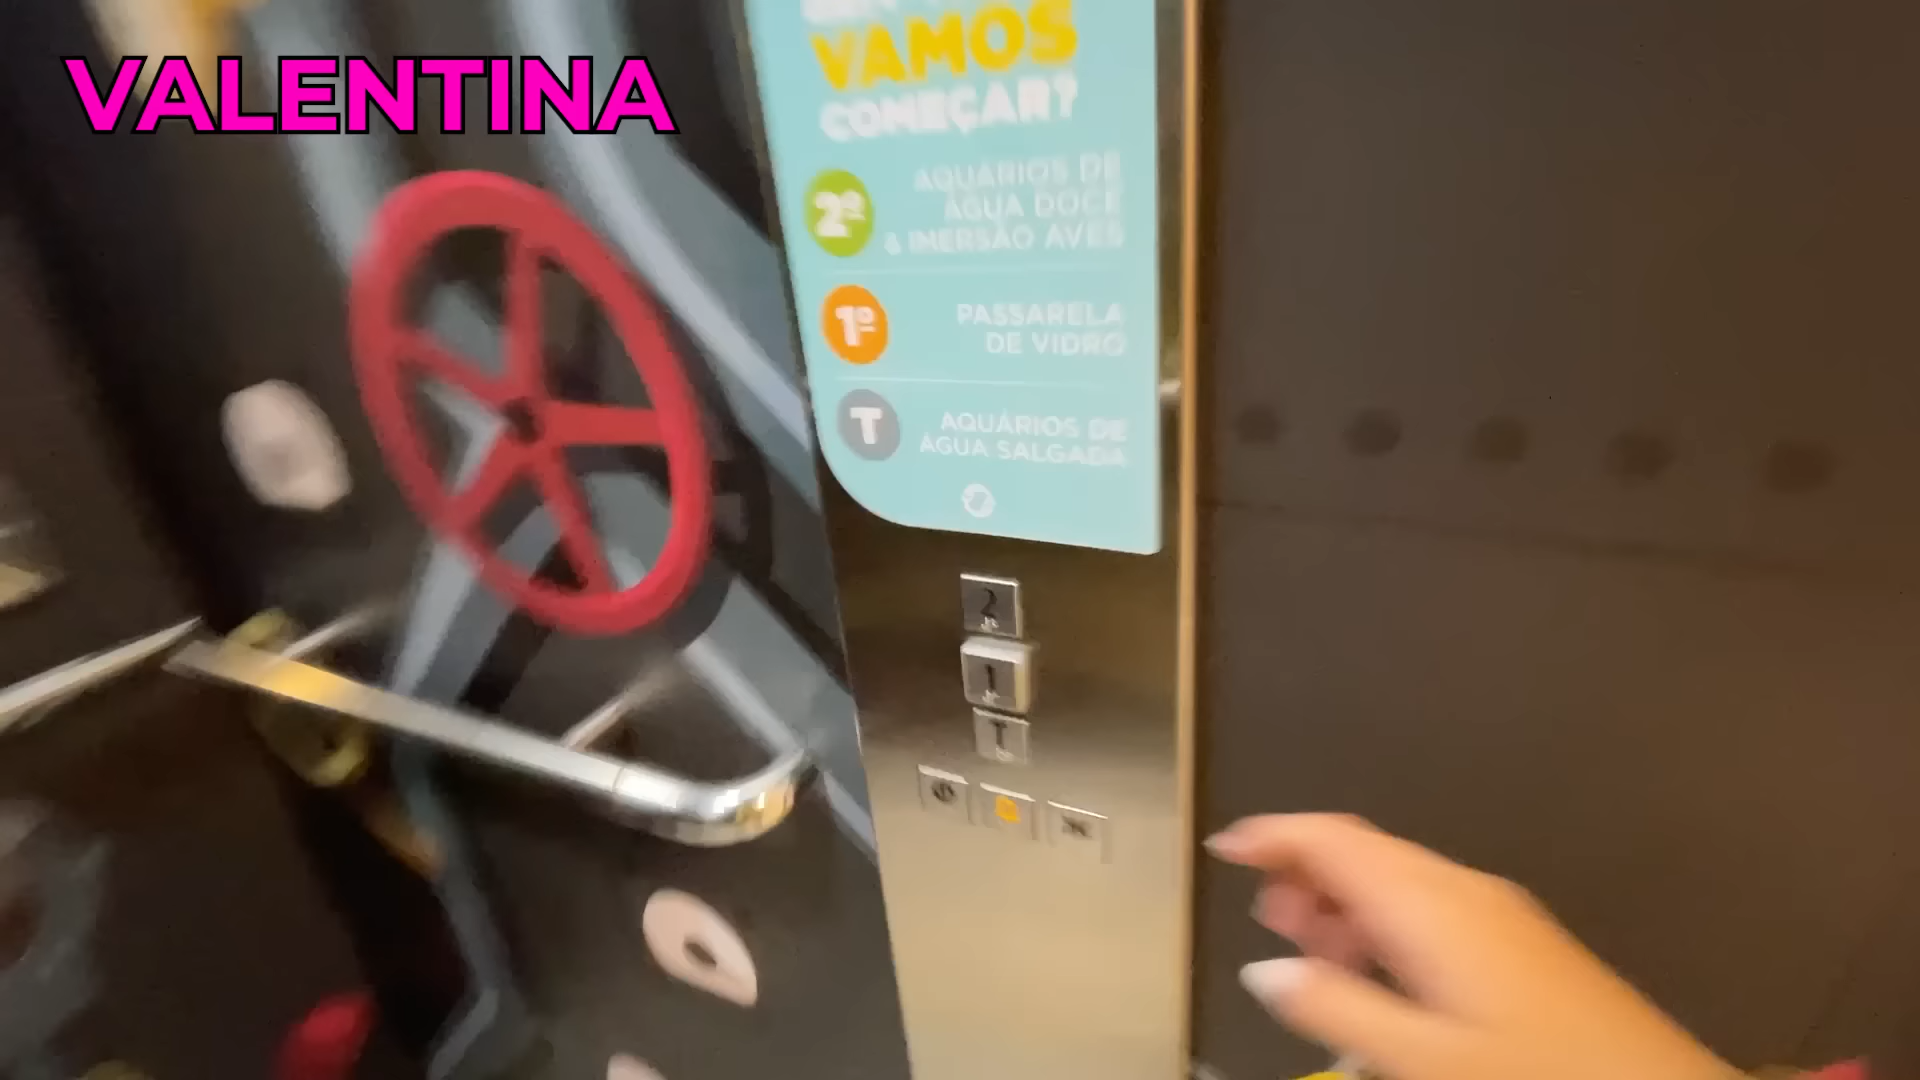 VALENTINA
VAMOS
COMEÇAR?
2º
AQUÁRIOS DE
ÁGUA DOCE
& IMERSÃO AVES
1º
PASSARELA
DE VIDRO
T
AQUÁRIOS DE
ÁGUA SALGADA
2
1
T